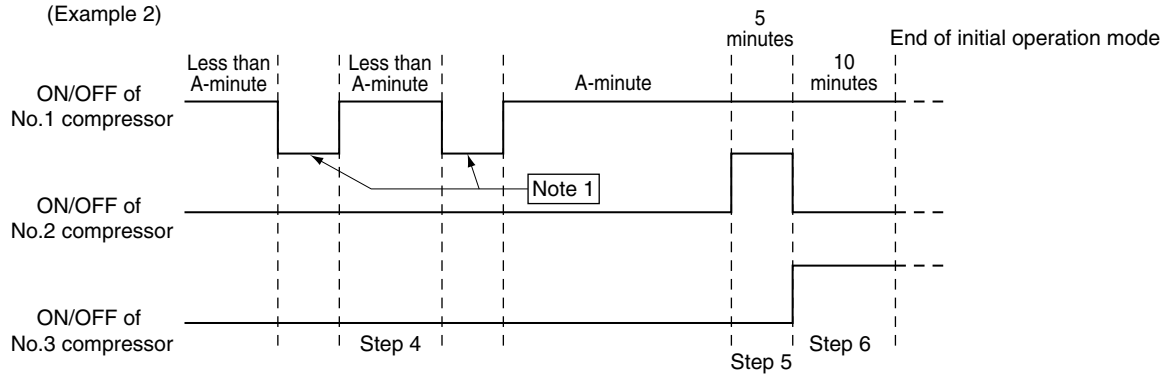 (Example 2)
5
minutes
End of initial operation mode
Less than
A-minute
Less than
A-minute
A-minute
10
minutes
ON/OFF of
No.1 compressor
Note 1
ON/OFF of
No.2 compressor
ON/OFF of
No.3 compressor
Step 4
Step 5
Step 6